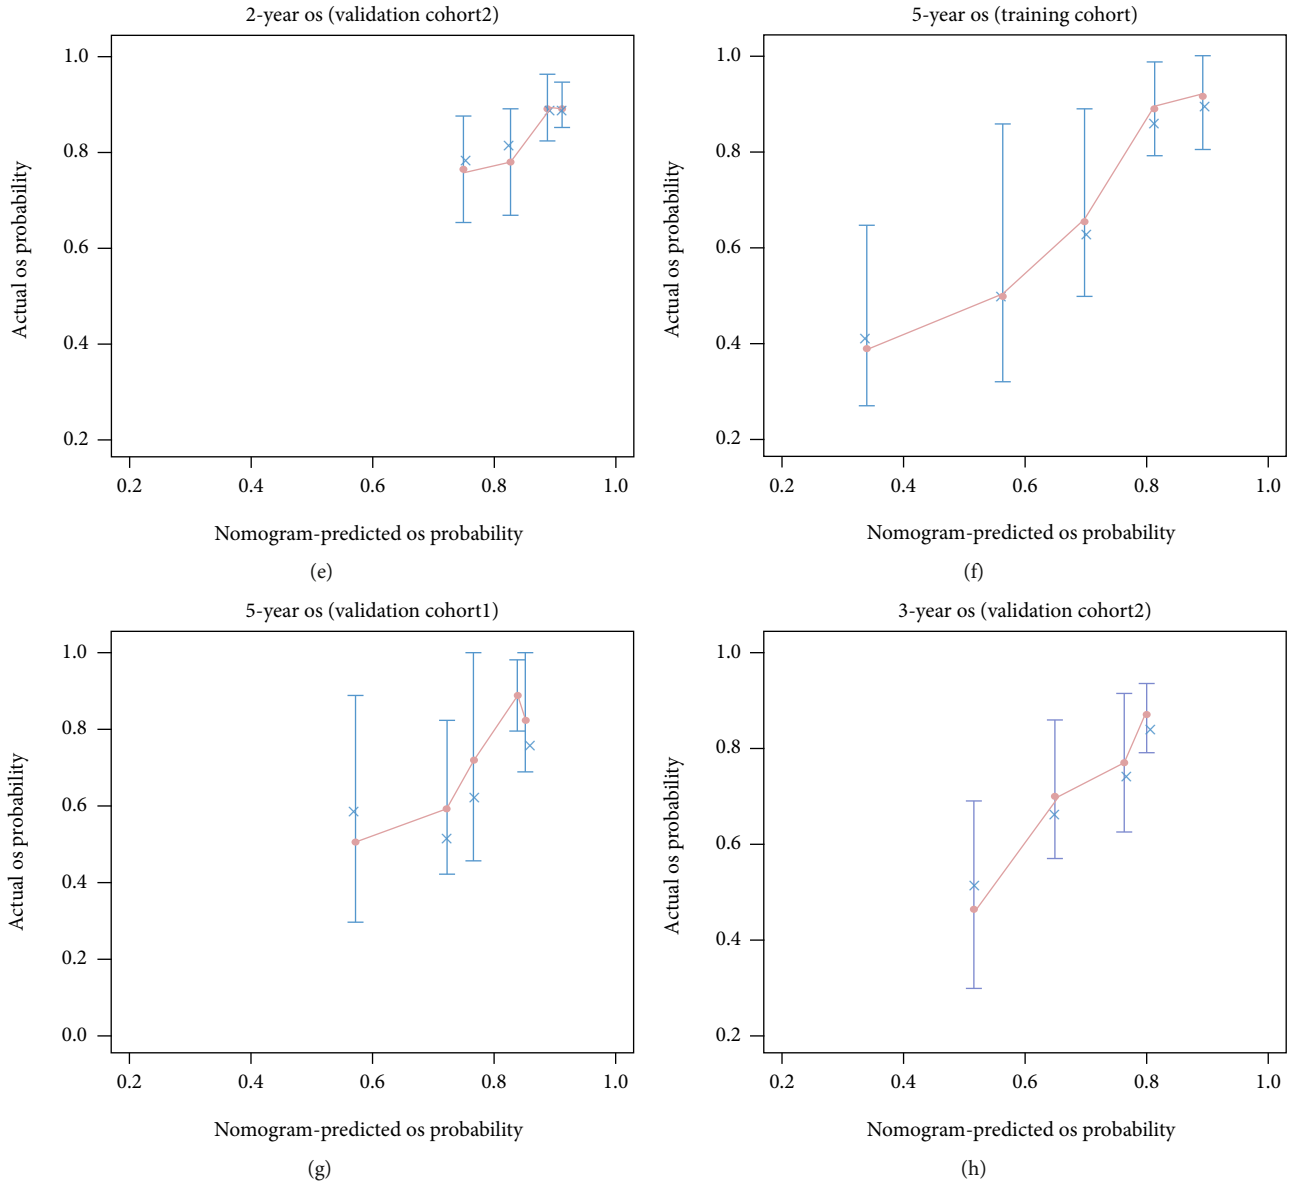 2-year os (validation cohort2)
1.0
0.8
0.6
0.4
0.2
Actual os probability
0.2 0.4 0.6 0.8 1.0
Nomogram-predicted os probability
(e)
5-year os (training cohort)
1.0
0.8
0.6
0.4
0.2
Actual os probability
0.2 0.4 0.6 0.8 1.0
Nomogram-predicted os probability
(f)
5-year os (validation cohort1)
1.0
0.8
0.6
0.4
0.2
0.0
Actual os probability
0.2 0.4 0.6 0.8 1.0
Nomogram-predicted os probability
(g)
3-year os (validation cohort2)
1.0
0.8
0.6
0.4
0.2
Actual os probability
0.2 0.4 0.6 0.8 1.0
Nomogram-predicted os probability
(h)